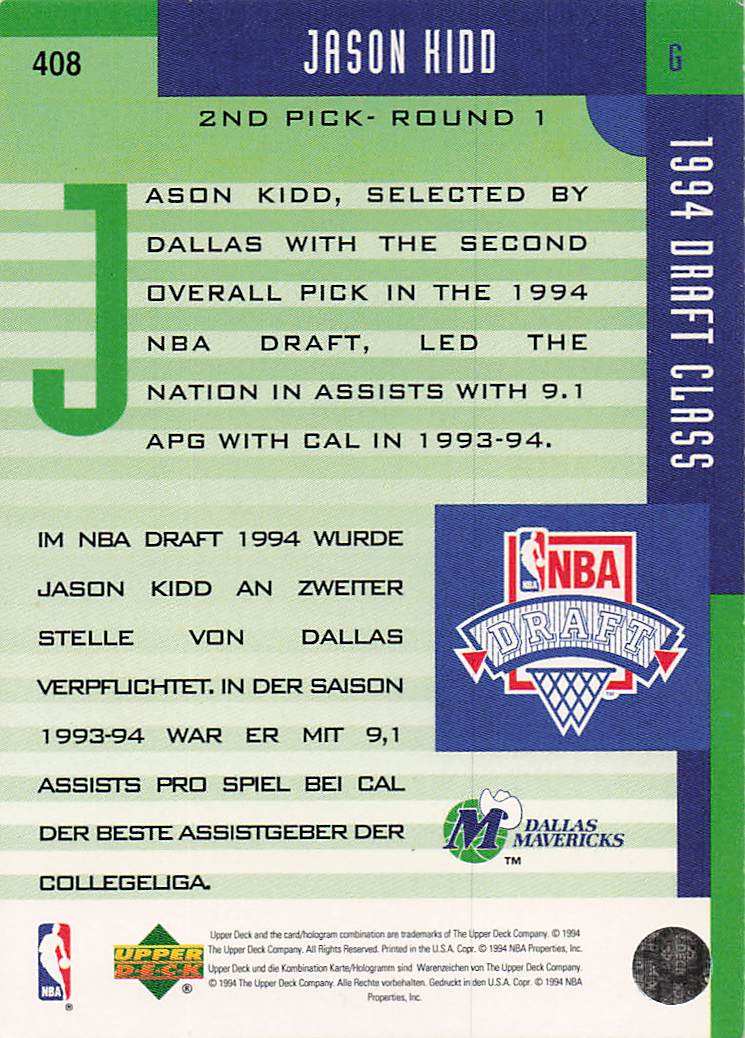 408
JASON KIDD
G
2ND PICK- ROUND 1
1994 DRAFT CLASS
JASON KIDD, SELECTED BY
DALLAS WITH THE SECOND
OVERALL PICK IN THE 1994
NBA DRAFT, LED THE
NATION IN ASSISTS WITH 9.1
APG WITH CAL IN 1993-94.
IM NBA DRAFT 1994 WURDE
JASON KIDD AN ZWEITER
STELLE VON DALLAS
VERPFLICHTET. IN DER SAISON
1993-94 WAR ER MIT 9,1
ASSISTS PRO SPIEL BEI CAL
DER BESTE ASSISTGEBER DER
COLLEGELIGA.
NBA
NBA
DRAFT
TM
M
DALLAS
MAVERICKS
TM
NBA
®
UPPER
DECK
®
Upper Deck and the card/hologram combination are trademarks of The Upper Deck Company. © 1994
The Upper Deck Company. All Rights Reserved. Printed in the U.S.A. Copr. © 1994 NBA Properties, Inc.
Upper Deck und die Kombination Karte/Hologramm sind Warenzeichen von The Upper Deck Company.
© 1994 The Upper Deck Company. Alle Rechte vorbehalten. Gedruckt in den U.S.A. Copr. © 1994 NBA
Properties, Inc.